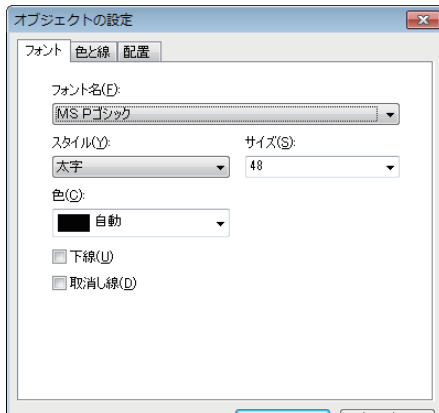 オブジェクトの設定
フォント 色と線 配置
フォント名(F):
MS Pゴシック
スタイル(Y): サイズ(S):
太字 48
色(C):
自動
下線(U)
取消し線(D)